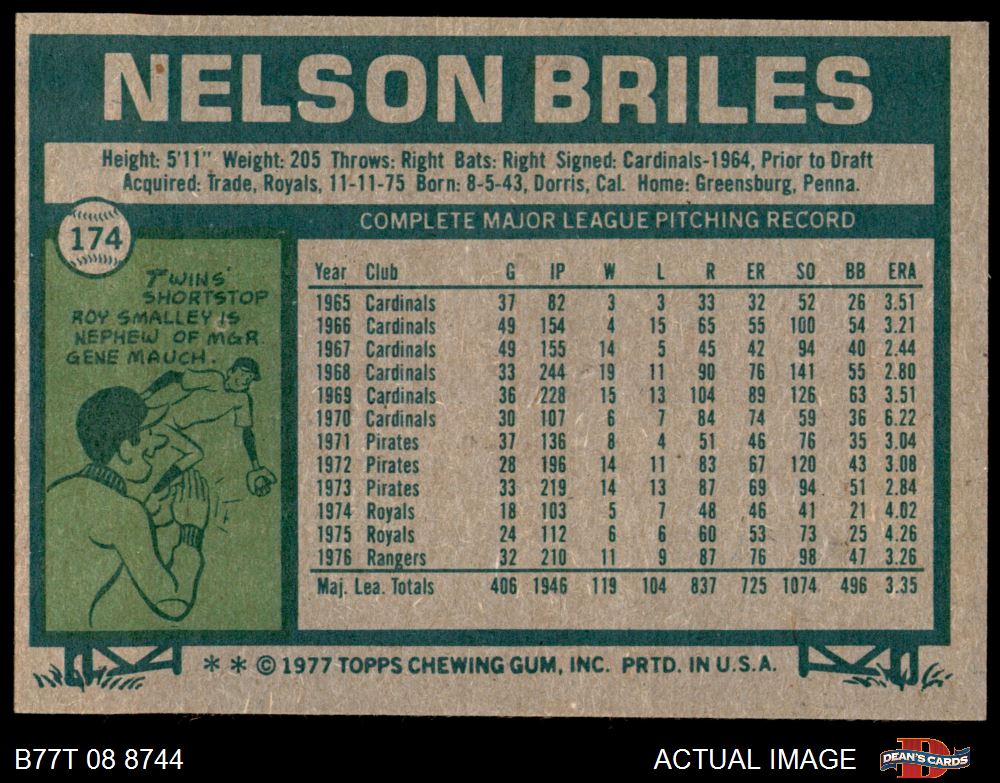 NELSON BRILES
Height: 5'11" Weight: 205 Throws: Right Bats: Right Signed: Cardinals-1964, Prior to Draft
Acquired: Trade, Royals, 11-11-75 Born: 8-5-43, Dorris, Cal. Home: Greensburg, Penna.
174
COMPLETE MAJOR LEAGUE PITCHING RECORD
TWINS'
SHORTSTOP
ROY SMALLEY IS
NEPHEW OF MGR.
GENE MAUCH.
Year Club G IP W L R ER SO BB ERA
1965 Cardinals 37 82 3 3 33 32 52 26 3.51
1966 Cardinals 49 154 4 15 65 55 100 54 3.21
1967 Cardinals 49 155 14 5 45 42 94 40 2.44
1968 Cardinals 33 244 19 11 90 76 141 55 2.80
1969 Cardinals 36 228 15 13 104 89 126 63 3.51
1970 Cardinals 30 107 6 7 84 74 59 36 6.22
1971 Pirates 37 136 8 4 51 46 76 35 3.04
1972 Pirates 28 196 14 11 83 67 120 43 3.08
1973 Pirates 33 219 14 13 87 69 94 51 2.84
1974 Royals 18 103 5 7 48 46 41 21 4.02
1975 Royals 24 112 6 6 60 53 73 25 4.26
1976 Rangers 32 210 11 9 87 76 98 47 3.26
Maj. Lea. Totals 406 1946 119 104 837 725 1074 496 3.35
* * © 1977 TOPPS CHEWING GUM, INC. PRTD. IN U.S.A.
B77T 08 8744
ACTUAL IMAGE
DEAN'S CARDS